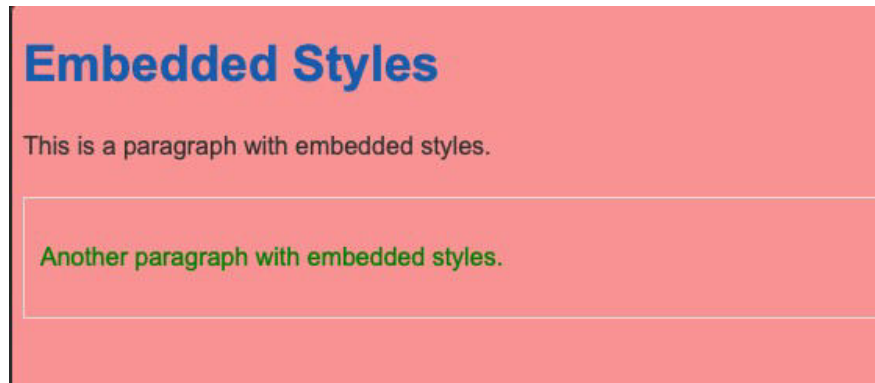 Embedded Styles
This is a paragraph with embedded styles.
Another paragraph with embedded styles.